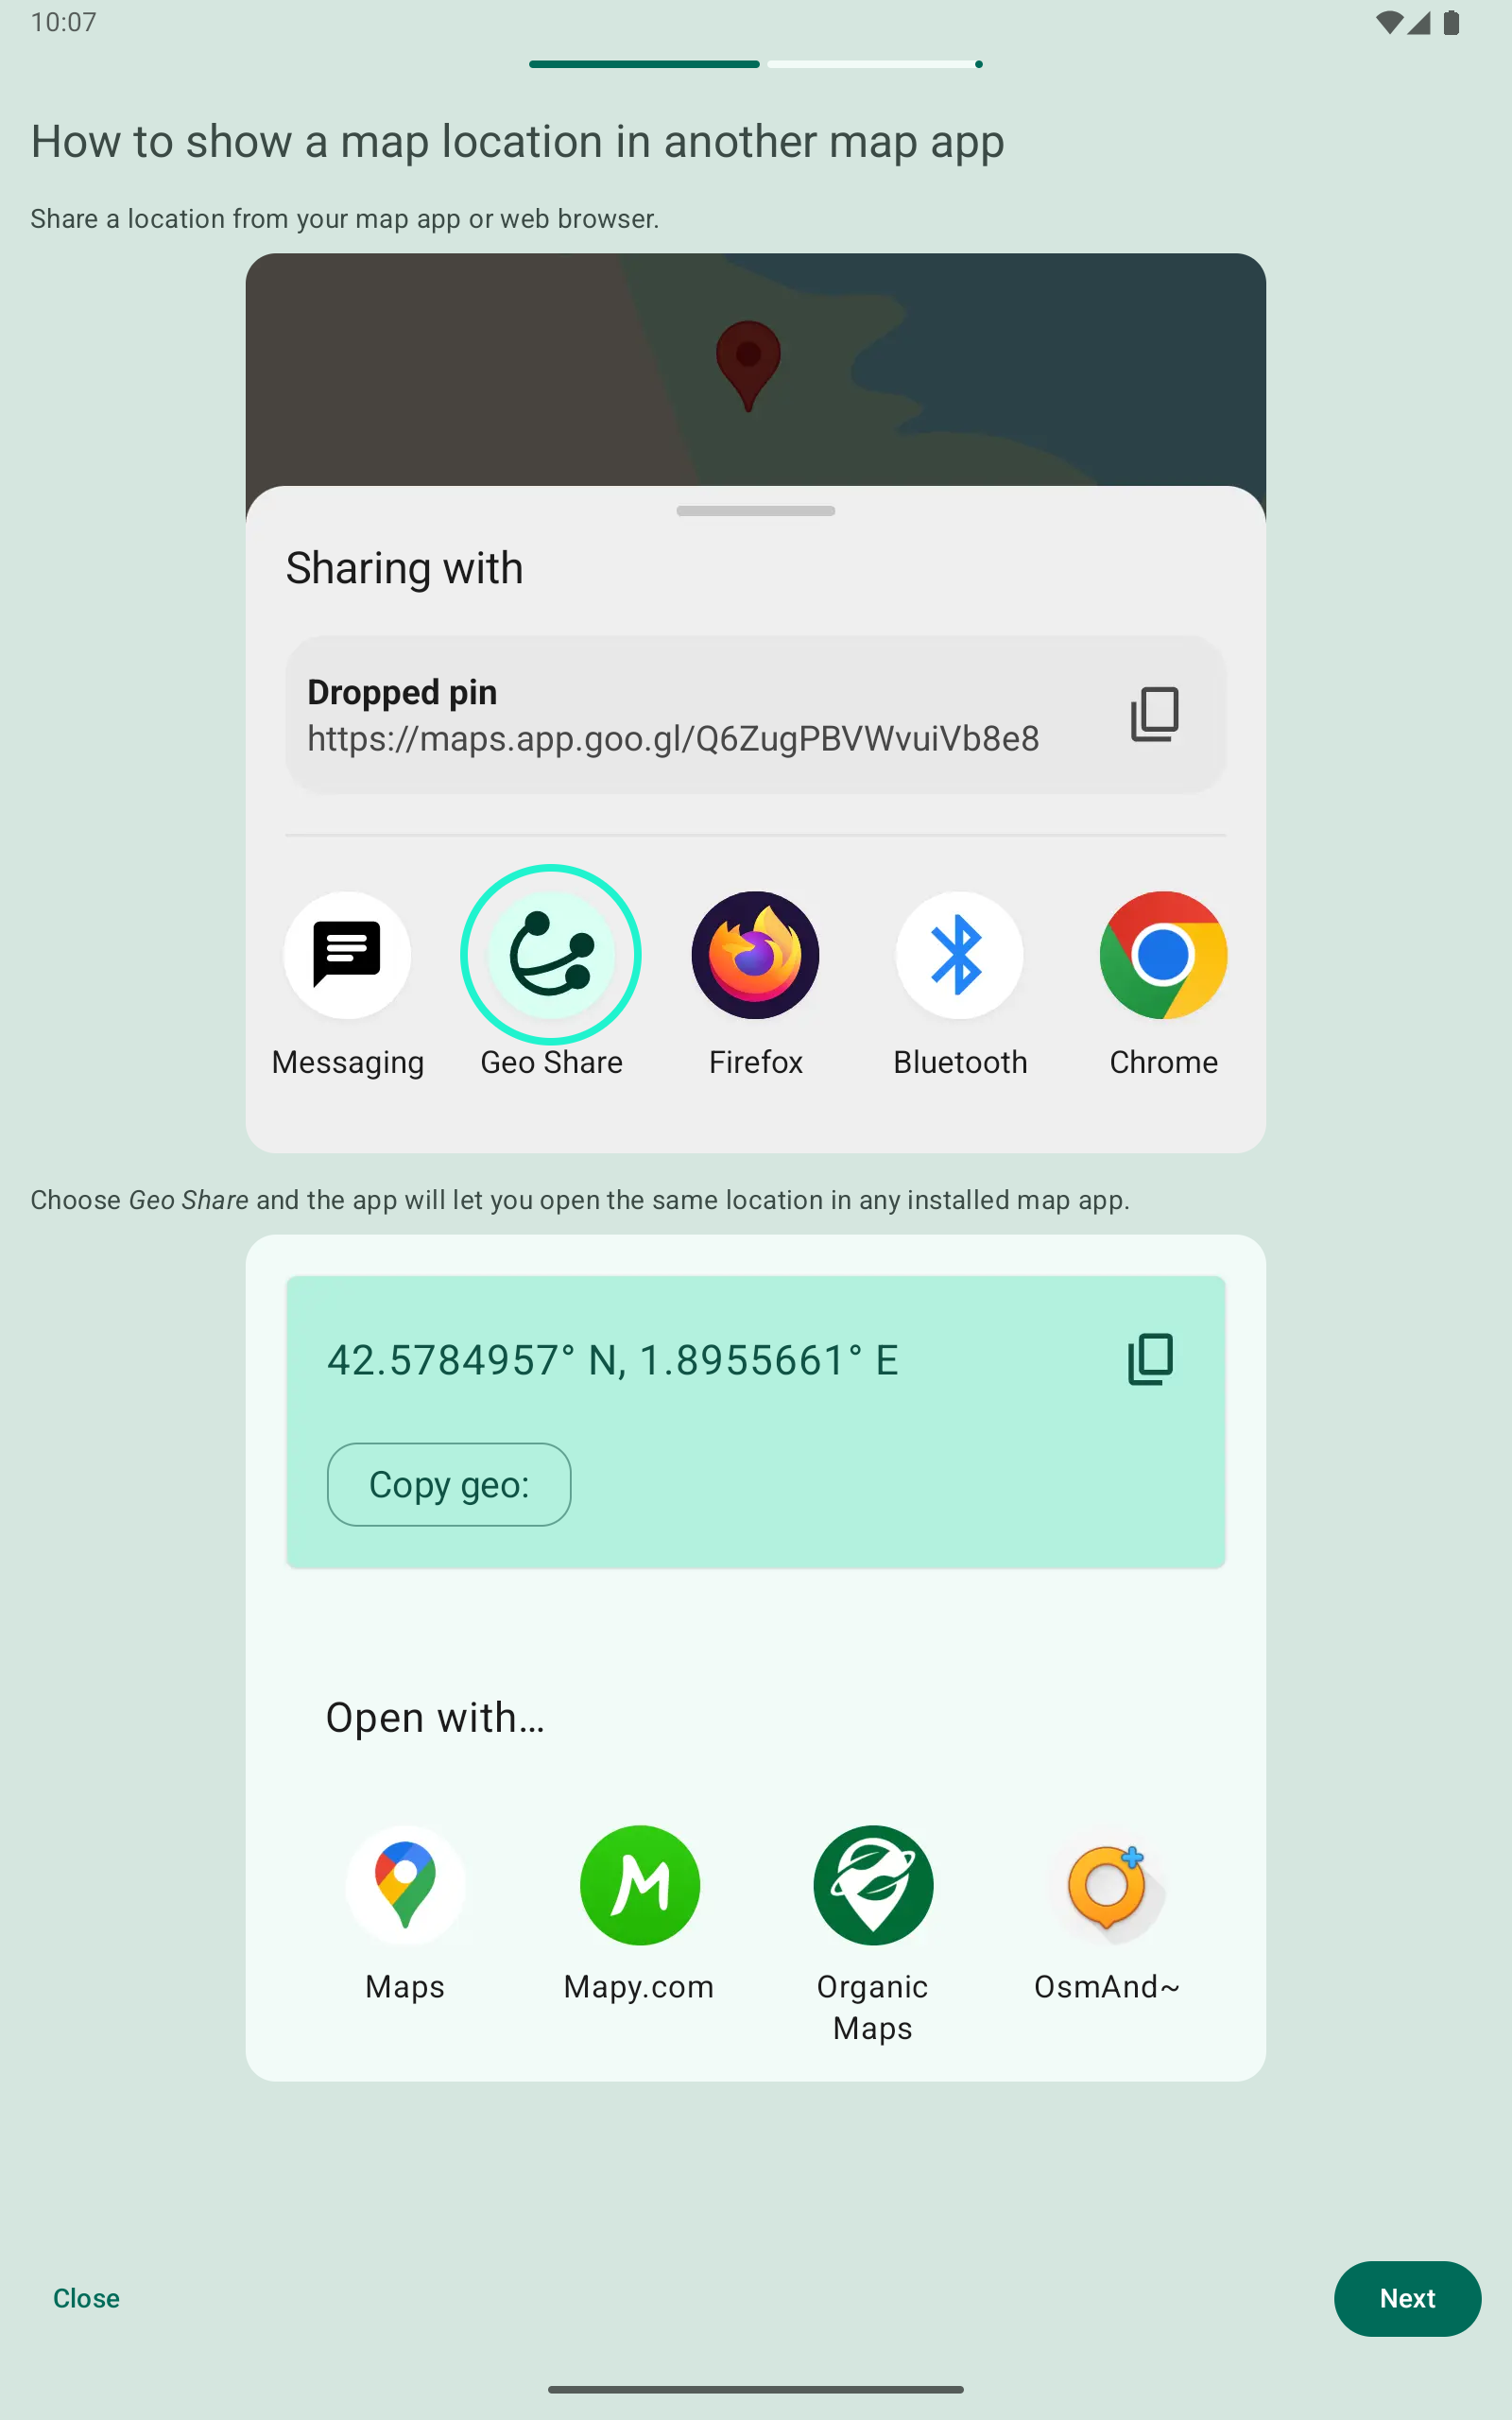 10:07
How to show a map location in another map app
Share a location from your map app or web browser.
Sharing with
Dropped pin
https://maps.app.goo.gl/Q6ZugPBVWvuiVb8e8
Messaging
Geo Share
Firefox
Bluetooth
Chrome
Choose Geo Share and the app will let you open the same location in any installed map app.
42.5784957° N, 1.8955661° E
Copy geo:
Open with…
Maps
Mapy.com
Organic
Maps
OsmAnd~
Close
Next